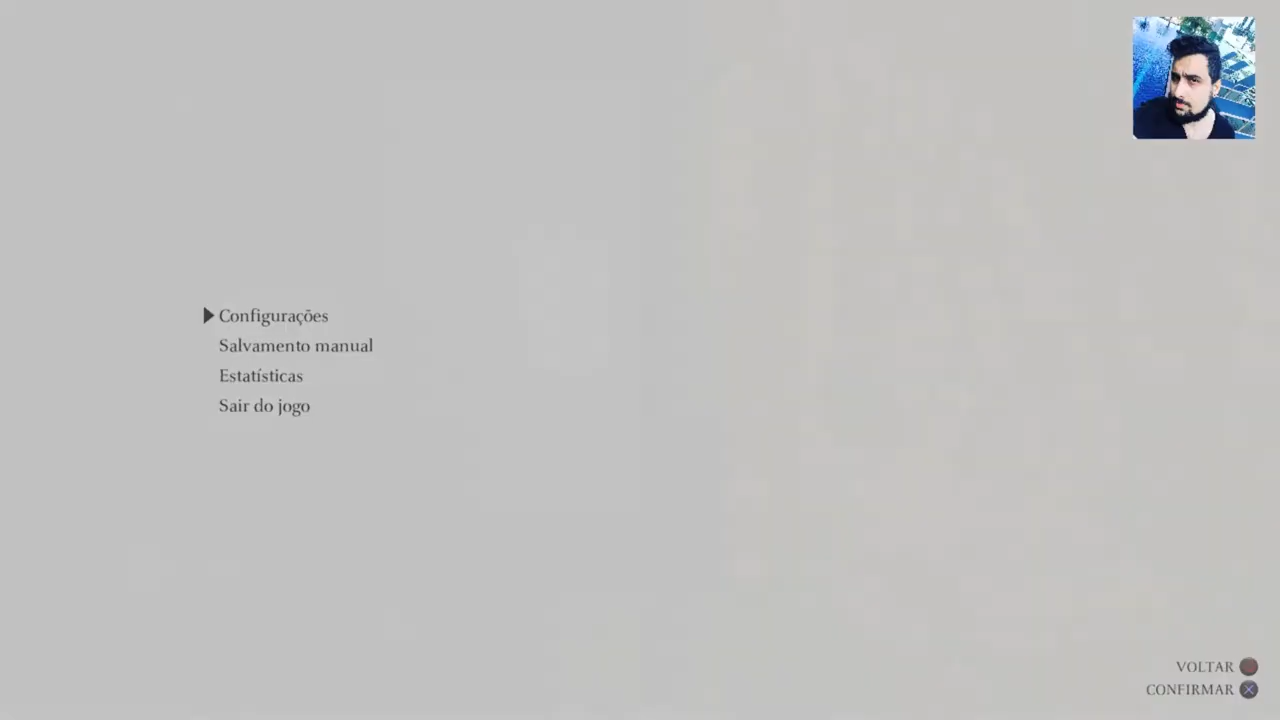 Configurações
Salvamento manual
Estatísticas
Sair do jogo
VOLTAR
CONFIRMAR